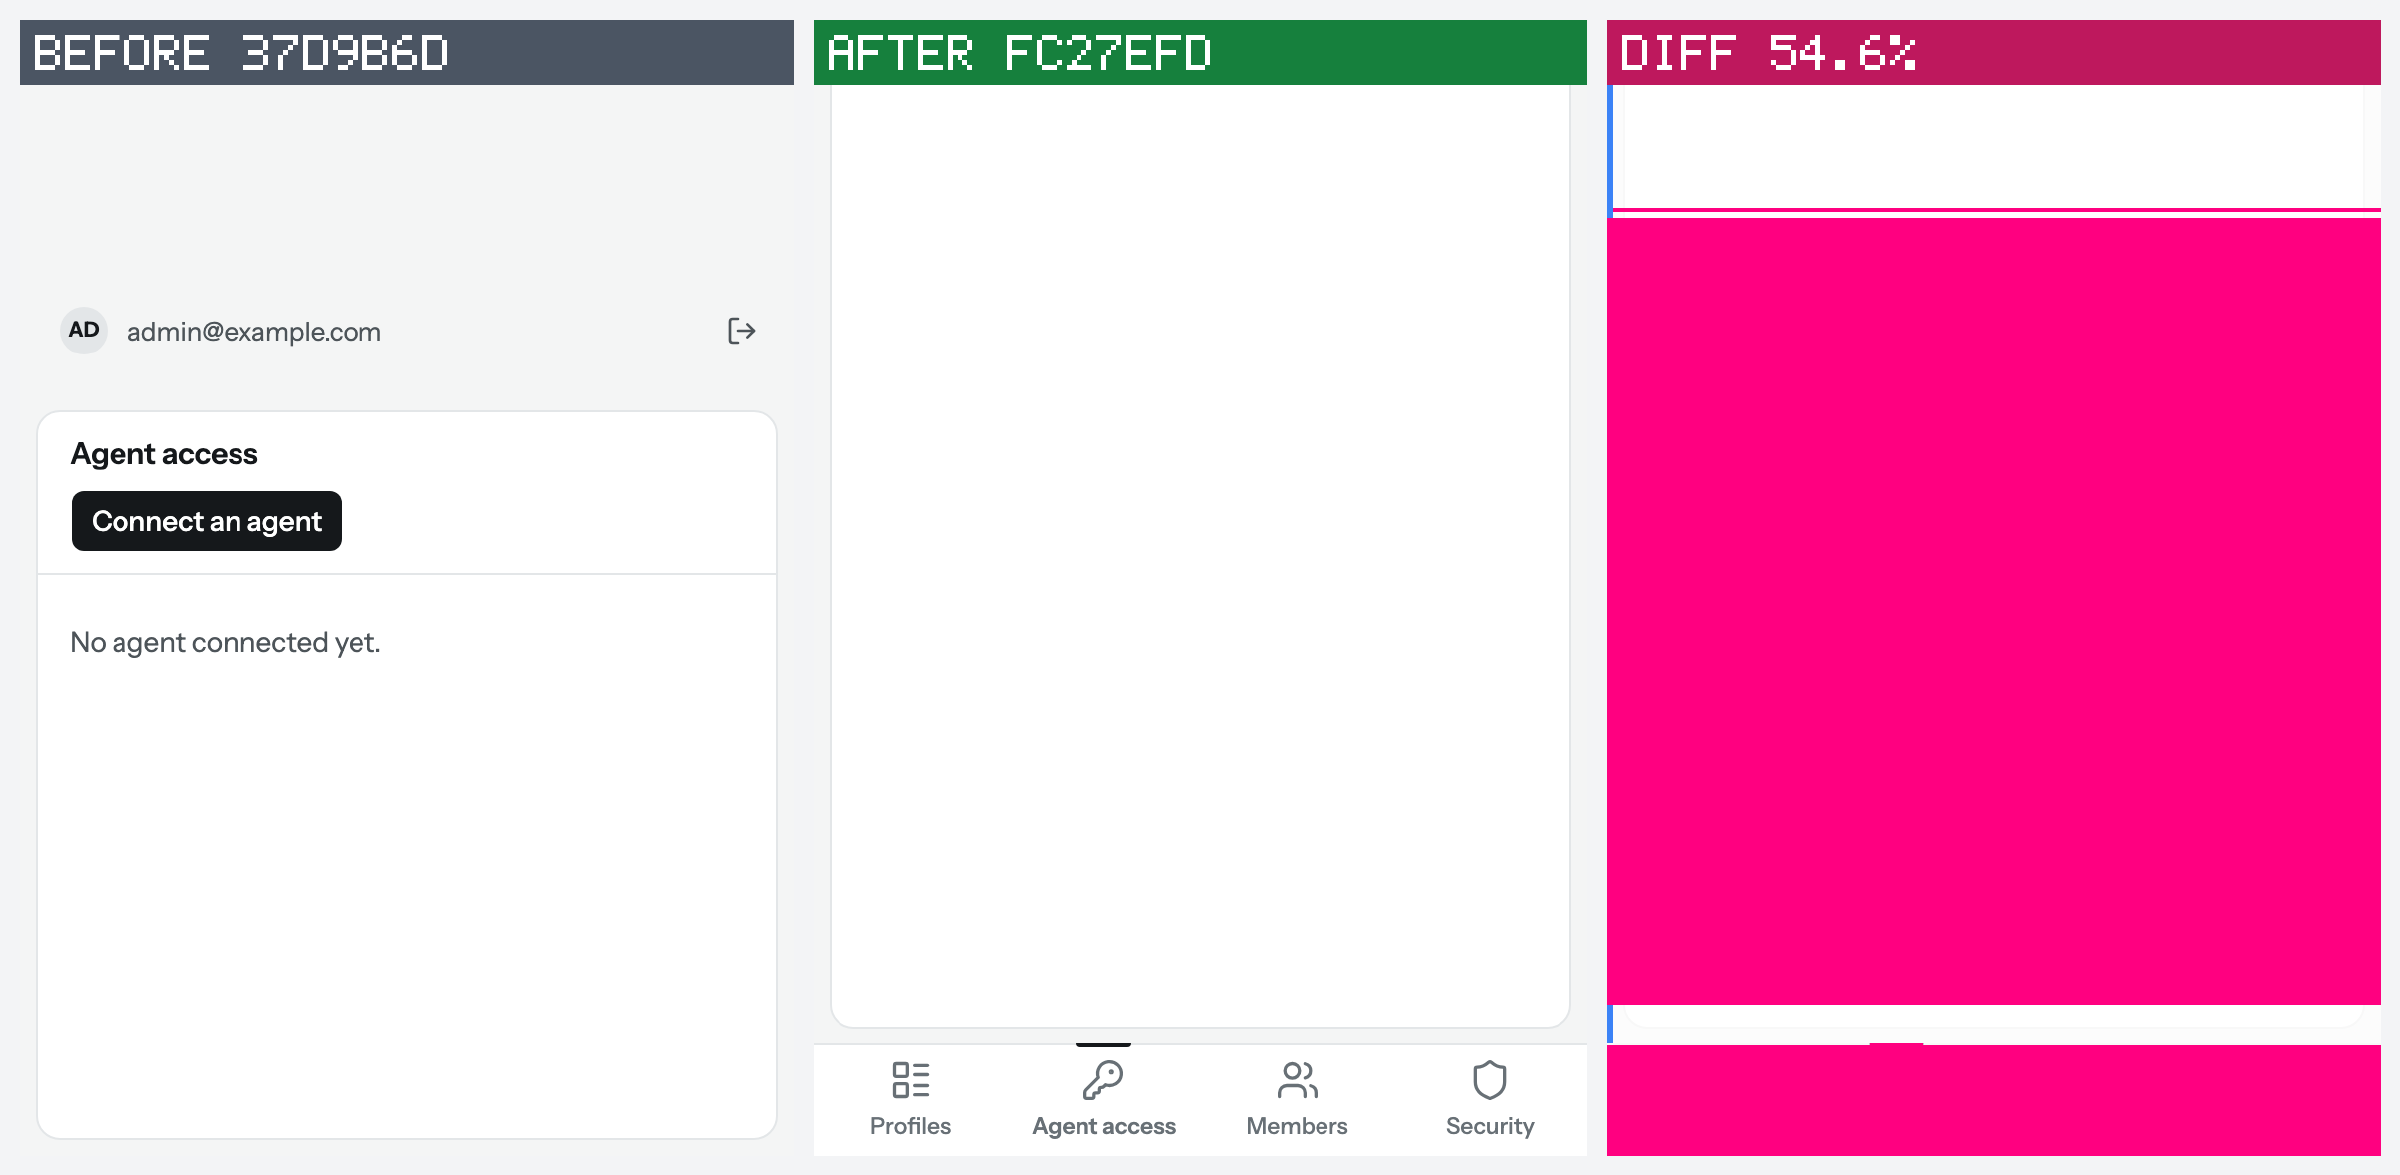 BEFORE 37D9B6D
AD admin@example.com
Agent access
Connect an agent
No agent connected yet.
AFTER FC27EFD
Profiles
Agent access
Members
Security
DIFF 54.6%